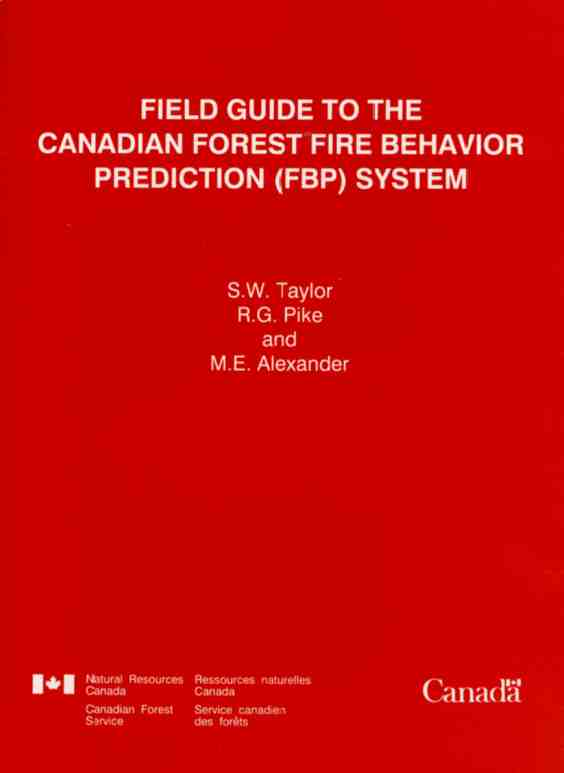 FIELD GUIDE TO THE
CANADIAN FOREST FIRE BEHAVIOR
PREDICTION (FBP) SYSTEM
S.W. Taylor
R.G. Pike
and
M.E. Alexander
Natural Resources
Canada
Canadian Forest
Service
Ressources naturelles
Canada
Service canadien
des forêts
Canada